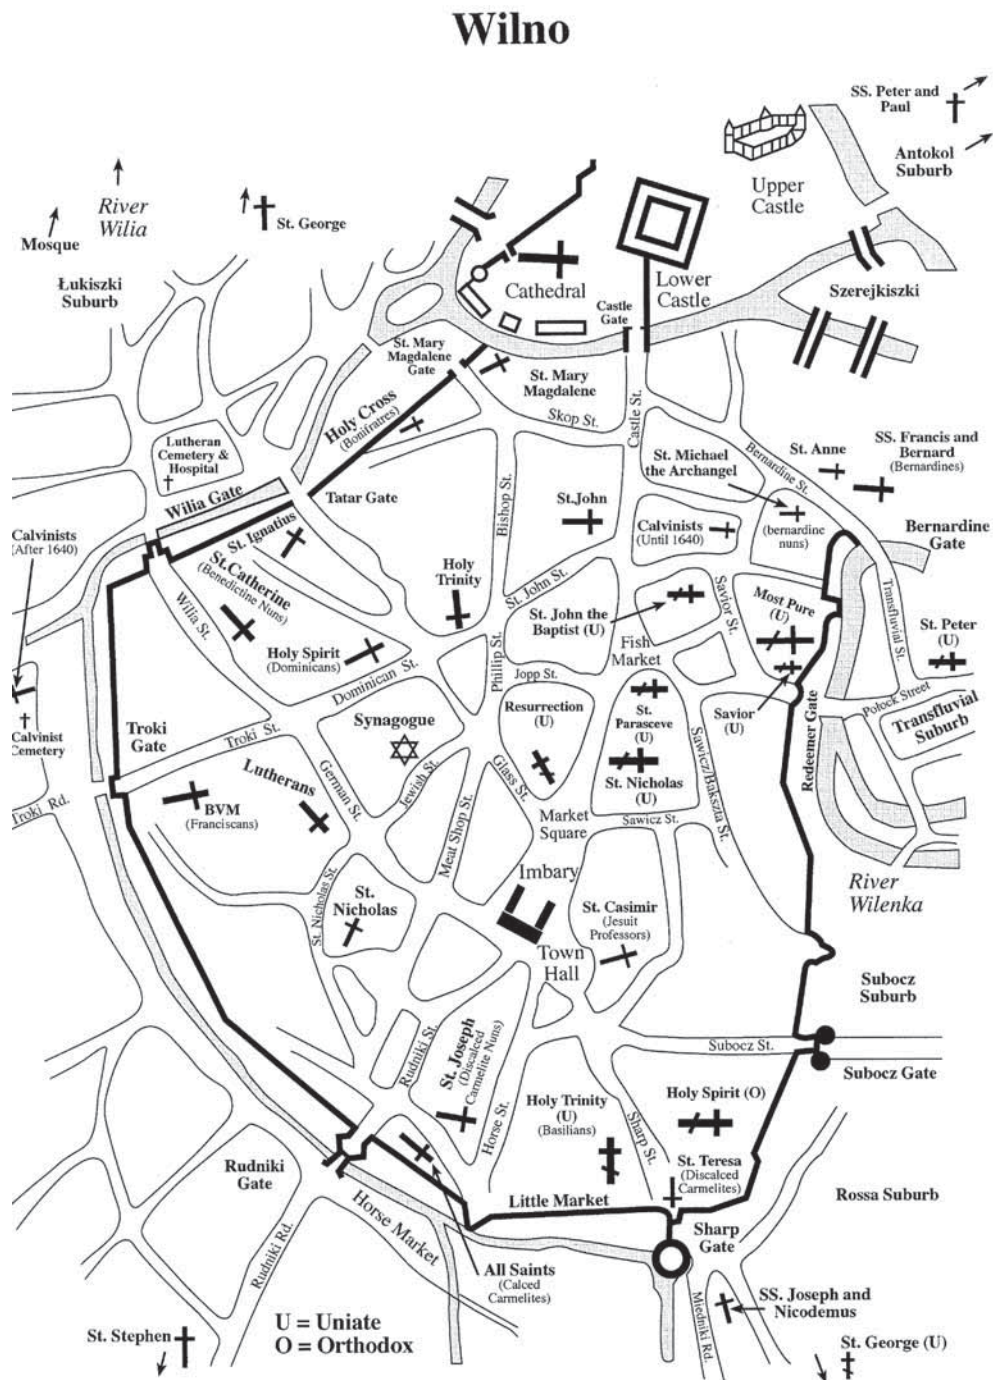 Wilno
SS. Peter and
Paul
Antokol
Suburb
Upper
Castle
River
Wilia
St. George
Mosque
Łukiszki
Suburb
Cathedral
Lower
Castle
Castle
Gate
Szerejkiszki
St. Mary
Magdalene
Gate
St. Mary
Magdalene
Skop St.
Castle St.
Holy Cross
(Bonifratres)
Lutheran
Cemetery &
Hospital
Bishop St.
St. Michael
the Archangel
Bernardine St.
St. Anne
SS. Francis and
Bernard
(Bernardines)
Wilia Gate
Tatar Gate
St.John
Calvinists
(Until 1640)
(bernardine
nuns)
Bernardine
Gate
Calvinists
(After 1640)
St. Ignatius
St.Catherine
(Benedictine Nuns)
Wilia St.
Holy
Trinity
St. John St.
St. John the
Baptist (U)
Savior St.
Most Pure
(U)
Transfluvial St.
St. Peter
(U)
Holy Spirit
(Dominicans)
Dominican St.
Phillip St.
Fish
Market
Jopp St.
Połock Street
Transfluvial
Suburb
Calvinist
Cemetery
Troki
Gate
Troki St.
Synagogue
Resurrection
(U)
St.
Parasceve
(U)
Savior
(U)
Redeemer Gate
Sawicz/Bakszta St.
Lutherans
German St.
Jewish St.
Glass St.
St. Nicholas
(U)
Troki Rd.
BVM
(Franciscans)
Meat Shop St.
Market
Square
Sawicz St.
Imbary
River
Wilenka
St. Nicholas St.
St.
Nicholas
St. Casimir
(Jesuit
Professors)
Town
Hall
Subocz
Suburb
Rudniki St.
St. Joseph
(Discalced
Carmelite Nuns)
Subocz St.
Subocz Gate
Horse St.
Holy Trinity
(U)
(Basilians)
Sharp St.
Holy Spirit (O)
Rudniki
Gate
St. Teresa
(Discalced
Carmelites)
Rossa Suburb
Little Market
Horse Market
Sharp
Gate
Rudniki Rd.
All Saints
(Calced
Carmelites)
Miedniki Rd.
SS. Joseph and
Nicodemus
U = Uniate
O = Orthodox
St. Stephen
St. George (U)